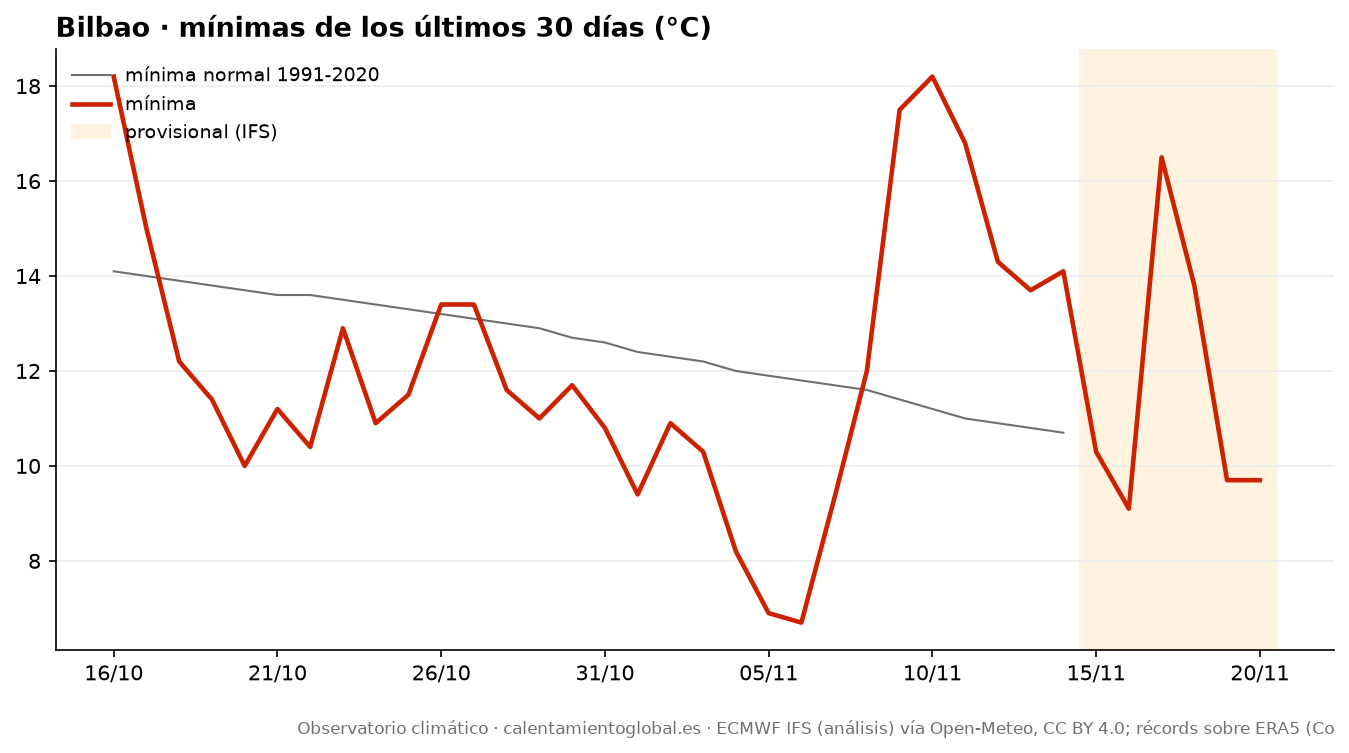 Bilbao · mínimas de los últimos 30 días (°C)
mínima normal 1991-2020
mínima
provisional (IFS)
18
16
14
12
10
8
16/10 21/10 26/10 31/10 05/11 10/11 15/11 20/11
Observatorio climático · calentamientoglobal.es · ECMWF IFS (análisis) vía Open-Meteo, CC BY 4.0; récords sobre ERA5 (Co